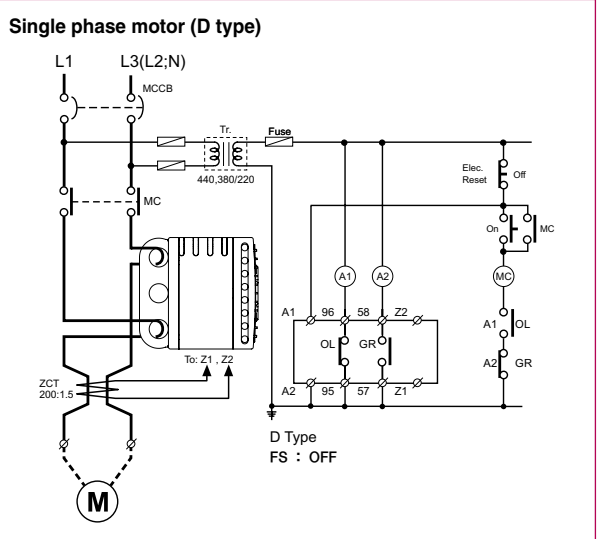 Single phase motor (D type)
L1 L3(L2;N)
MCCB
Tr. Fuse
440,380/220
Elec. Reset Off
MC
On MC
A1 A2 MC
A1 96 58 Z2
A1 OL
OL GR
A2 GR
To: Z1 , Z2
A2 95 57 Z1
ZCT
200:1.5
D Type
FS : OFF
M